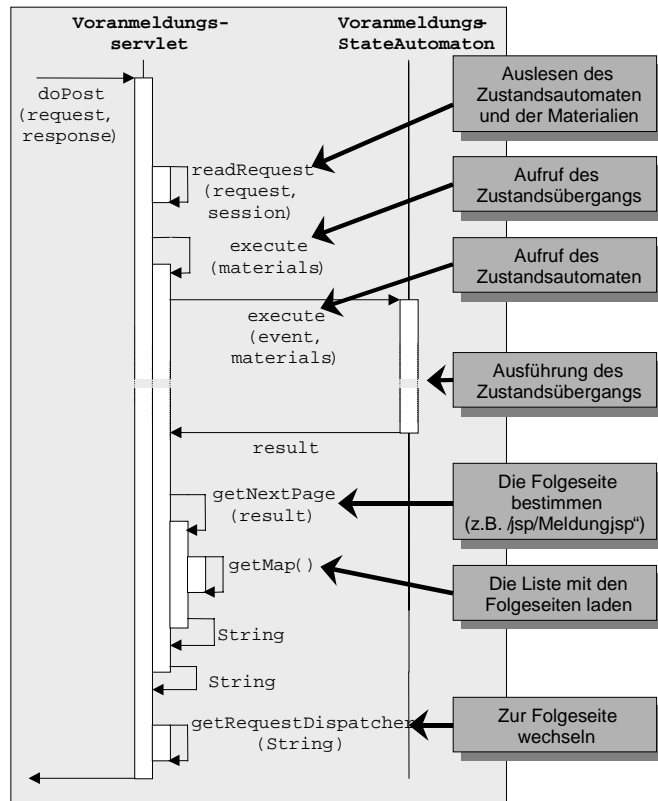 Voranmeldungs-
servlet
Voranmeldungs-
StateAutomaton
doPost
(request,
response)
Auslesen des
Zustandsautomaten
und der Materialien
readRequest
(request,
session)
Aufruf des
Zustandsübergangs
execute
(materials)
Aufruf des
Zustandsautomaten
execute
(event,
materials)
Ausführung des
Zustandsübergangs
result
getNextPage
(result)
Die Folgeseite
bestimmen
(z.B. /jsp/Meldungjsp“)
getMap()
Die Liste mit den
Folgeseiten laden
String
String
getRequestDispatcher
(String)
Zur Folgeseite
wechseln